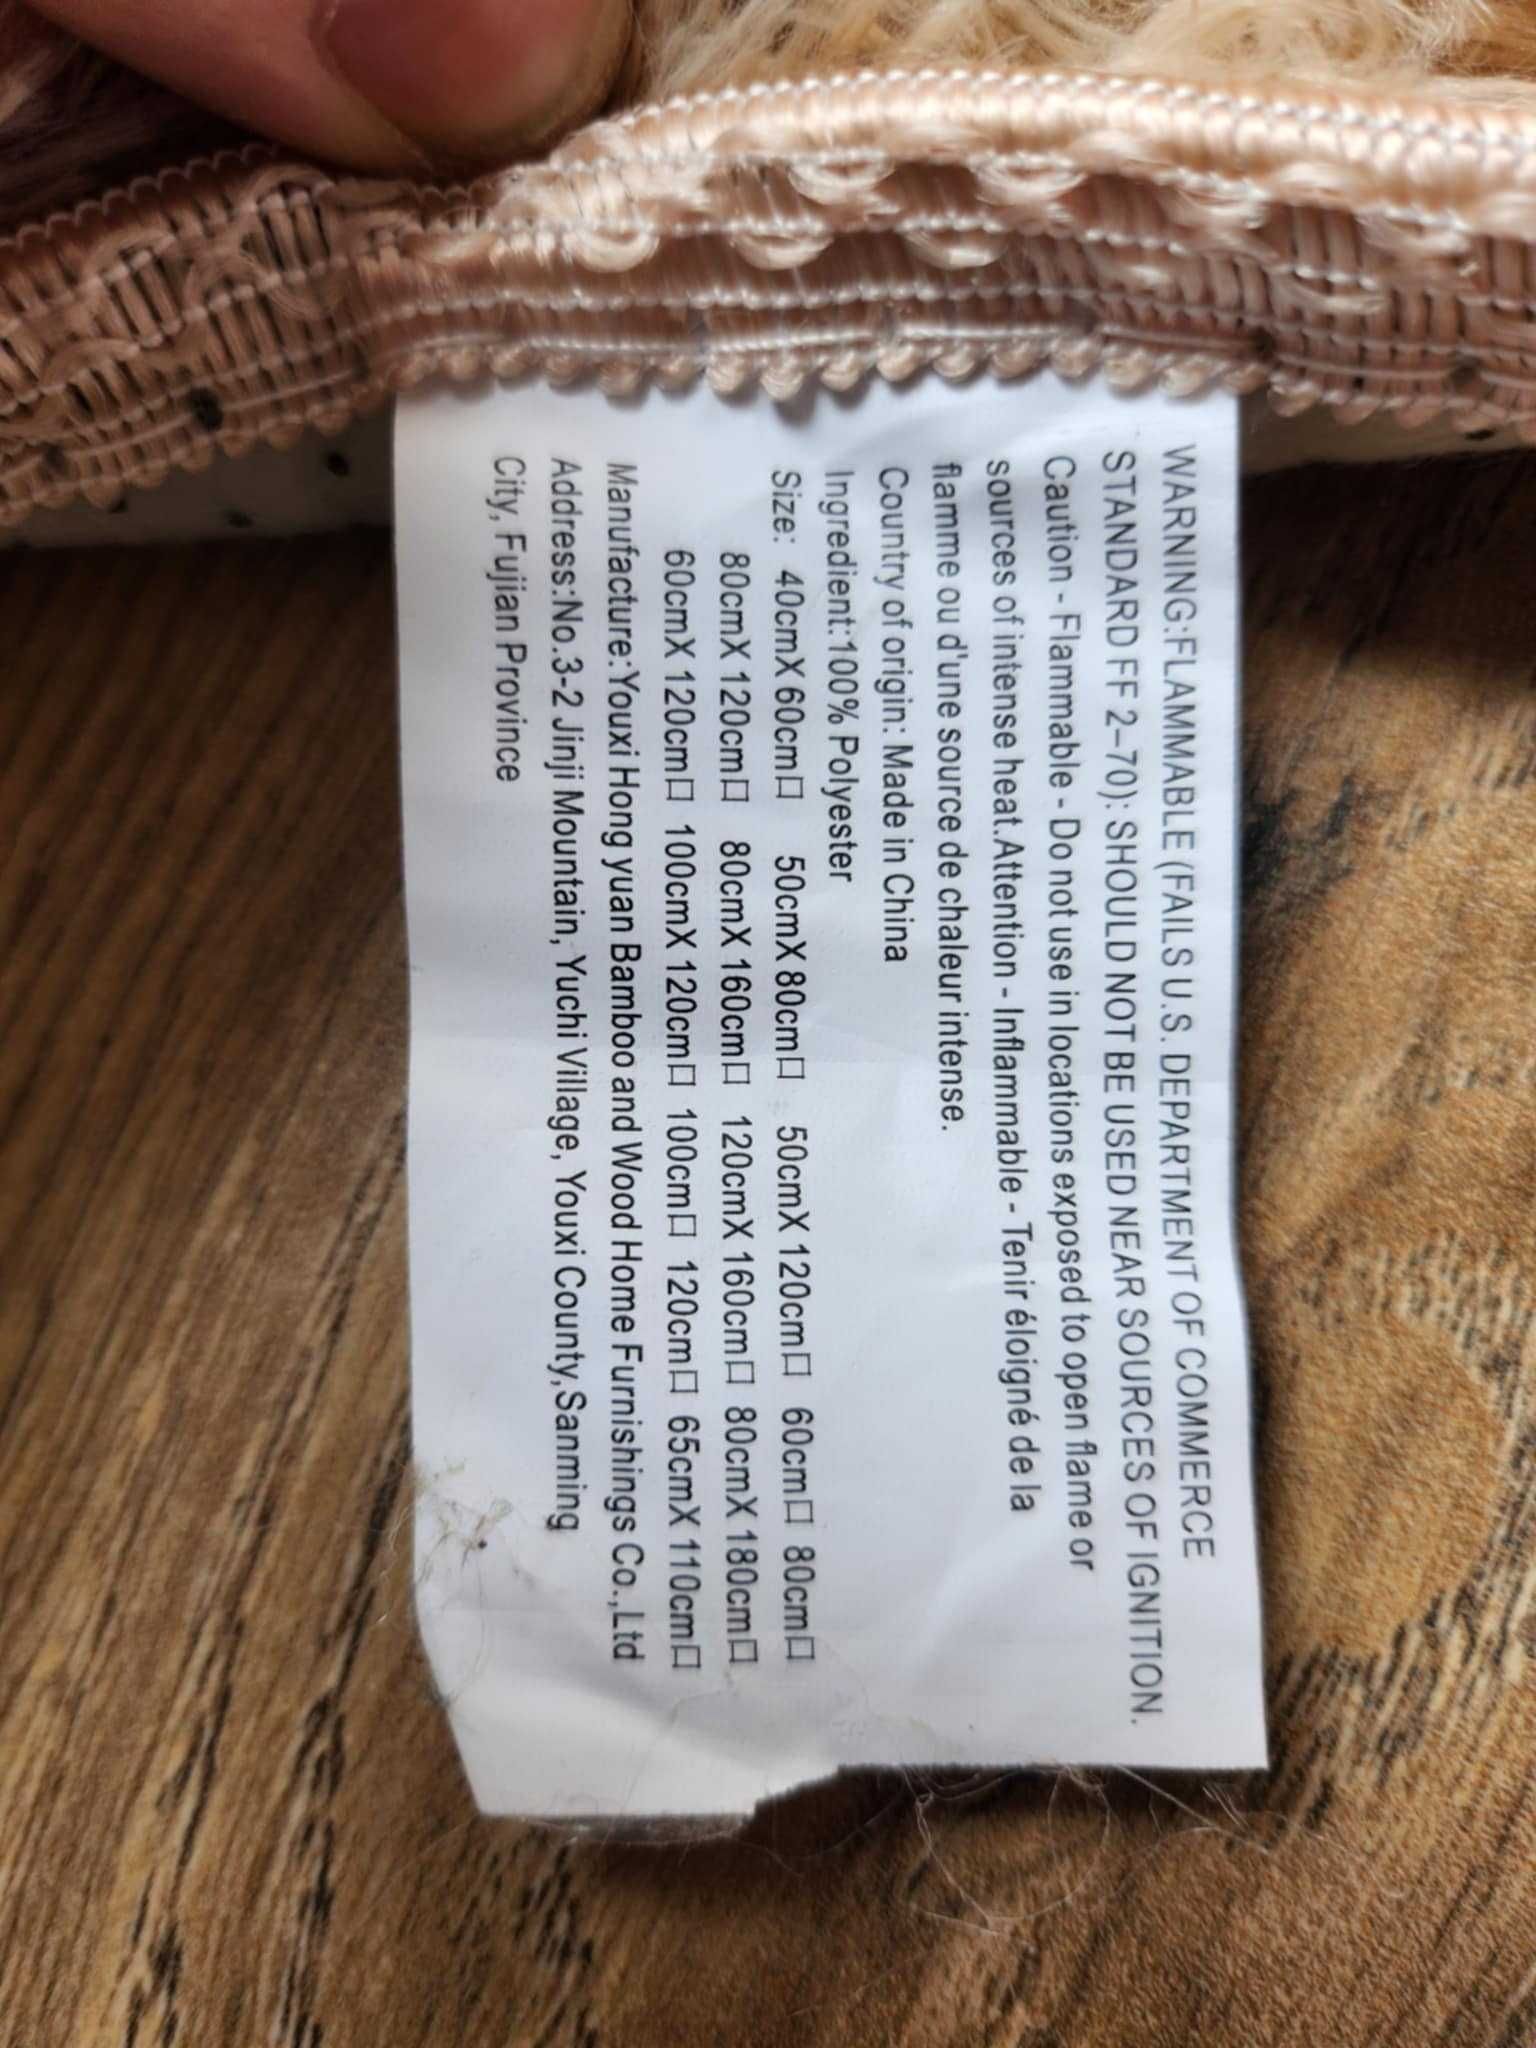 WARNING:FLAMMABLE (FAILS U.S. DEPARTMENT OF COMMERCE
STANDARD FF 2-70): SHOULD NOT BE USED NEAR SOURCES OF IGNITION.
Caution - Flammable - Do not use in locations exposed to open flame or
sources of intense heat.Attention - Inflammable - Tenir éloigné de la
flamme ou d'une source de chaleur intense.
Country of origin: Made in China
Ingredient:100% Polyester
Size: 40cmX 60cm□ 50cmX 80cm□ 50cmX 120cm□ 60cm□ 80cm□
80cmX 120cm□ 80cmX 160cm□ 120cmX 160cm□ 80cmX 180cm□
60cmX 120cm□ 100cmX 120cm□ 100cm□ 120cm□ 65cmX 110cm□
Manufacture:Youxi Hong yuan Bamboo and Wood Home Furnishings Co.,Ltd
Address:No.3-2 Jinji Mountain, Yuchi Village, Youxi County,Sanming
City, Fujian Province